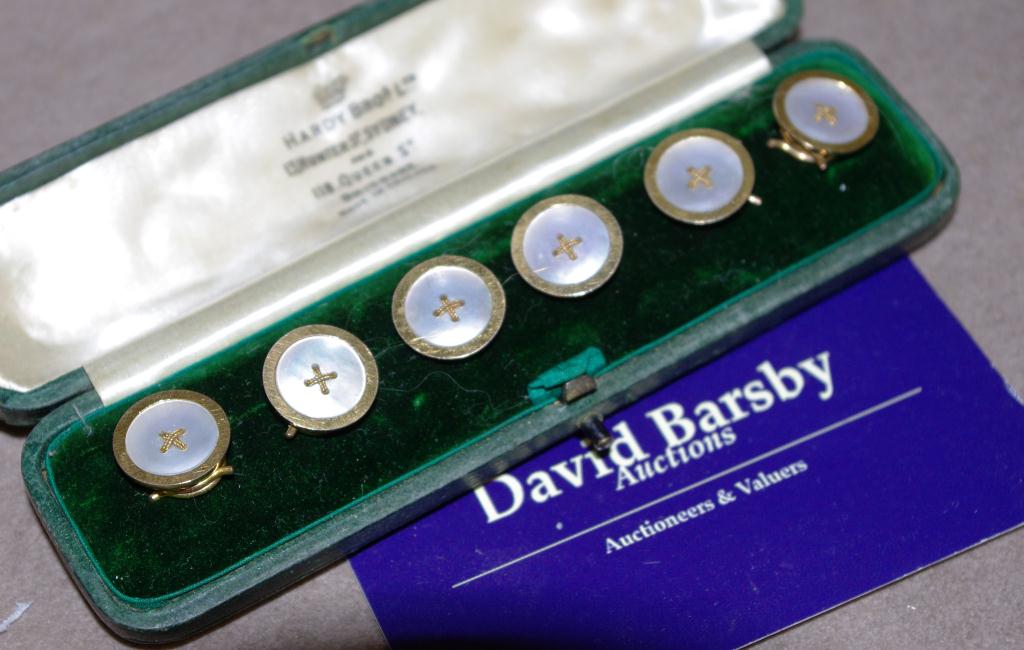 HARDY BROS LTD
13 HUNTER ST, SYDNEY.
AND
118, QUEEN ST
David Barsby
Auctions
Auctioneers & Valuers